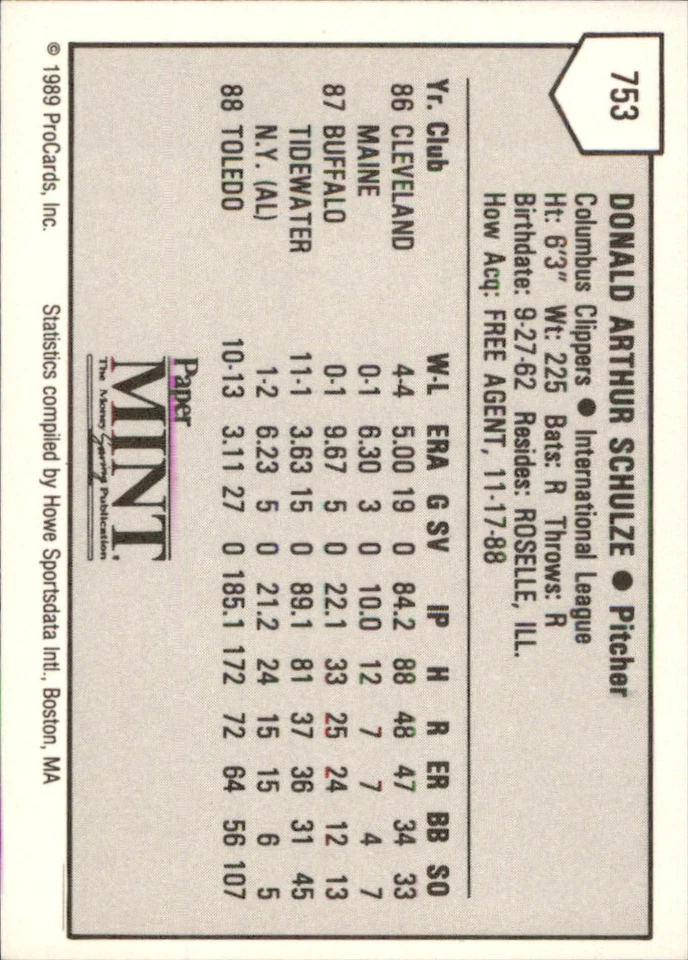 753
DONALD ARTHUR SCHULZE ● Pitcher
Columbus Clippers ● International League
Ht: 6'3" Wt: 225 Bats: R Throws: R
Birthdate: 9-27-62 Resides: ROSELLE, ILL.
How Acq: FREE AGENT, 11-17-88
Yr. Club W-L ERA G SV IP H R ER BB SO
86 CLEVELAND 4-4 5.00 19 0 84.2 88 48 47 34 33
MAINE 0-1 6.30 3 0 10.0 12 7 7 4 7
87 BUFFALO 0-1 9.67 5 0 22.1 33 25 24 12 13
TIDEWATER 11-1 3.63 15 0 89.1 81 37 36 31 45
N.Y. (AL) 1-2 6.23 5 0 21.2 24 15 15 6 5
88 TOLEDO 10-13 3.11 27 0 185.1 172 72 64 56 107
Paper
MINT
The Money $pring Publication
© 1989 ProCards, Inc. Statistics compiled by Howe Sportsdata Intl., Boston, MA